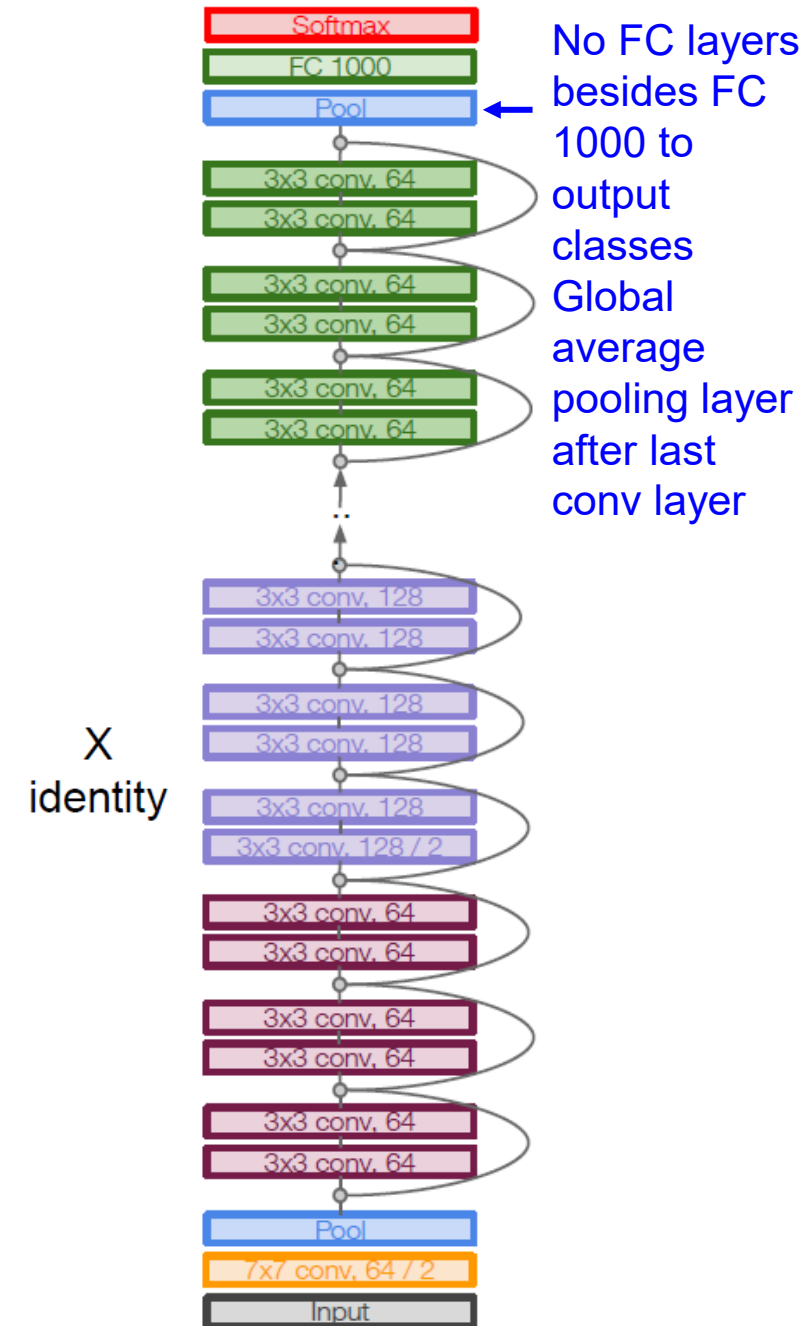 Softmax
FC 1000
Pool
3x3 conv, 64
3x3 conv, 64
3x3 conv, 64
3x3 conv, 64
3x3 conv, 64
3x3 conv, 64
..
3x3 conv, 128
3x3 conv, 128
3x3 conv, 128
3x3 conv, 128
3x3 conv, 128
3x3 conv, 128 / 2
3x3 conv, 64
3x3 conv, 64
3x3 conv, 64
3x3 conv, 64
3x3 conv, 64
3x3 conv, 64
Pool
7x7 conv, 64 / 2
Input
No FC layers
besides FC
1000 to
output
classes
Global
average
pooling layer
after last
conv layer
X
identity